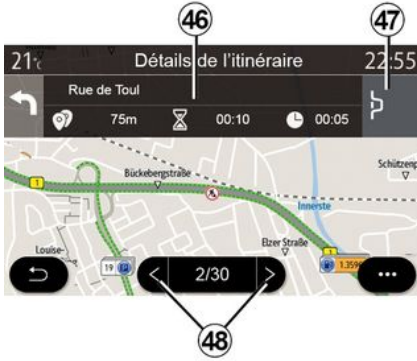 46
47
21°c Détails de l'itinéraire 22:55
Rue de Toul
75m 00:10 00:05
Bückebergstraße
Schützenp
1
Innerste
Elzer Straße
1
Louise-
19 P
1.359€
2/30
48